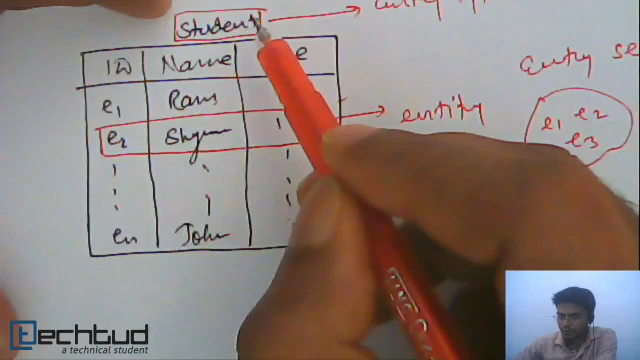 Student
ID Name
entity se
e1 Ram
e1 e2
e2 Shyam entity
e3
en John
techtud
a technical student